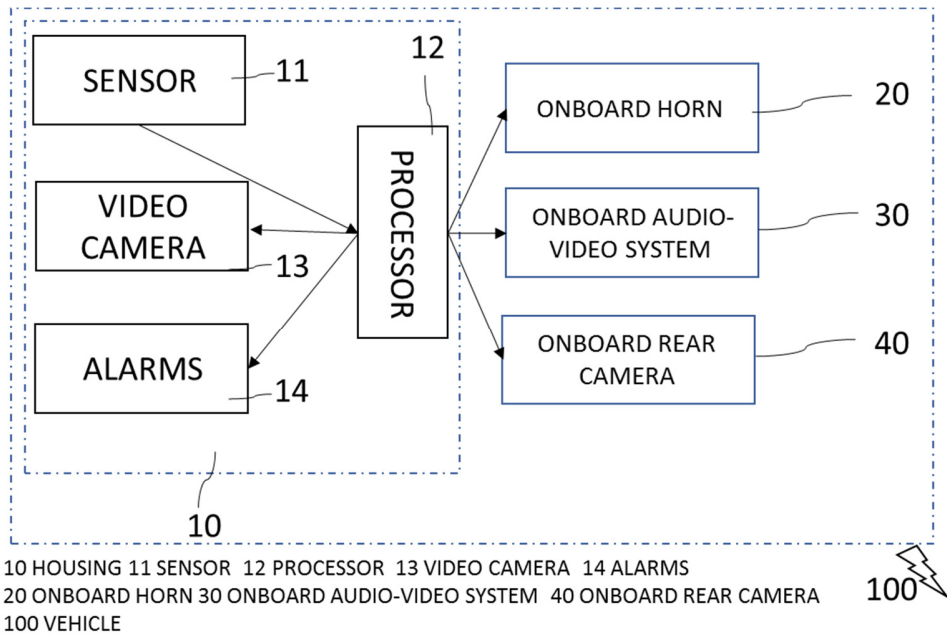 SENSOR
11
12
VIDEO
CAMERA
13
ALARMS
14
PROCESSOR
10
ONBOARD HORN
20
ONBOARD AUDIO-
VIDEO SYSTEM
30
ONBOARD REAR
CAMERA
40
10 HOUSING 11 SENSOR 12 PROCESSOR 13 VIDEO CAMERA 14 ALARMS
20 ONBOARD HORN 30 ONBOARD AUDIO-VIDEO SYSTEM 40 ONBOARD REAR CAMERA
100 VEHICLE
100